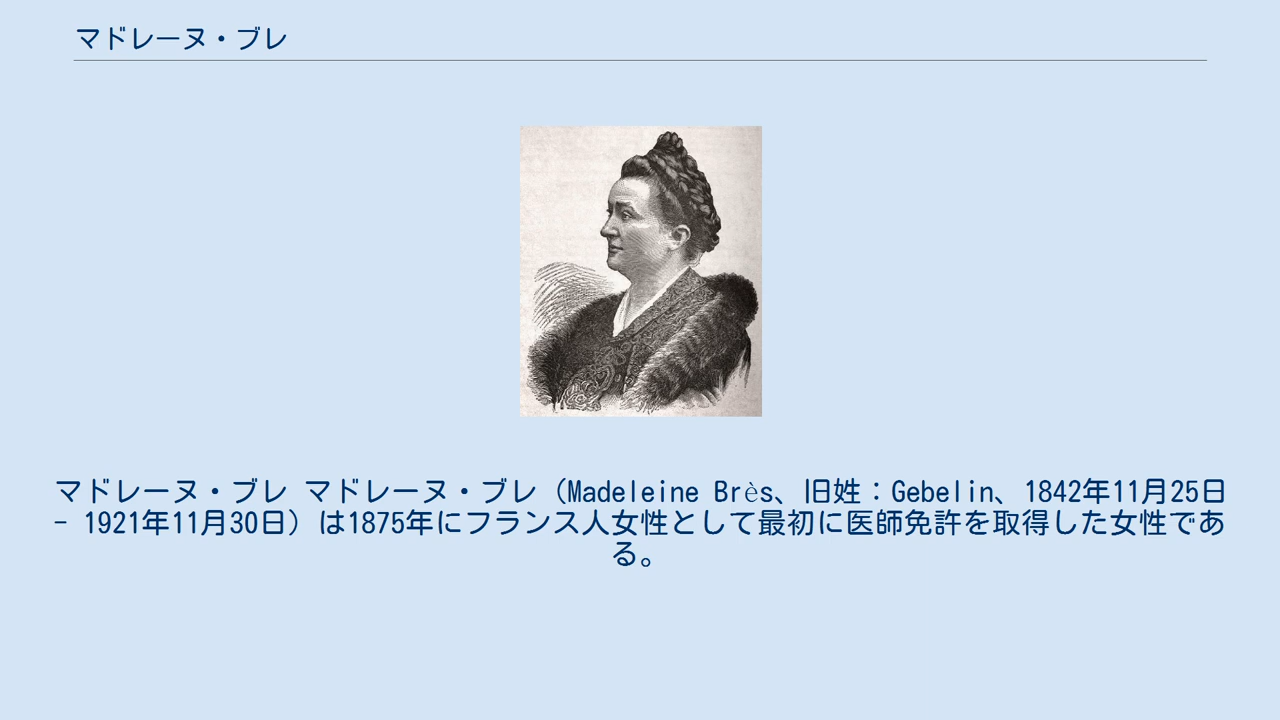 マドレーヌ・ブレ
マドレーヌ・ブレ マドレーヌ・ブレ（Madeleine Brès、旧姓：Gebelin、1842年11月25日
- 1921年11月30日）は1875年にフランス人女性として最初に医師免許を取得した女性であ
る。